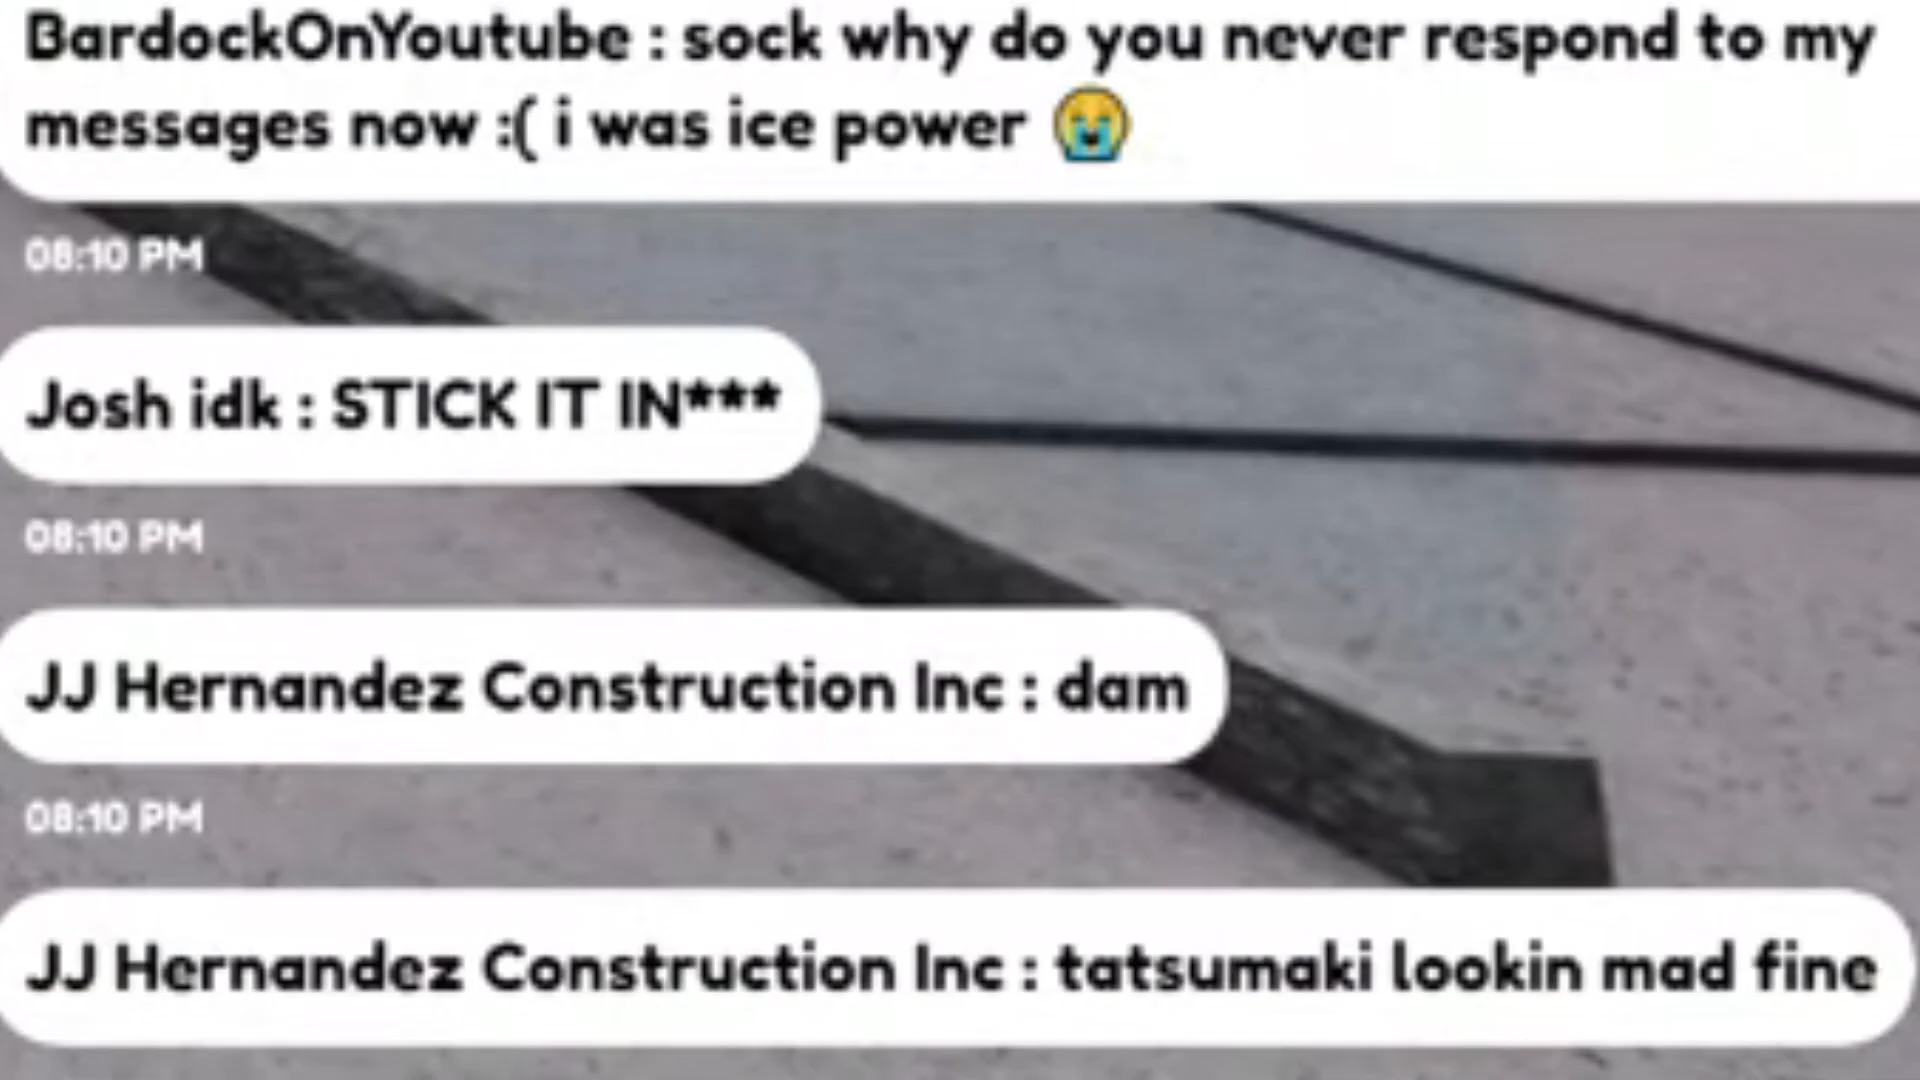 BardockOnYoutube : sock why do you never respond to my
messages now :( i was ice power 😭
08:10 PM
Josh idk : STICK IT IN***
08:10 PM
JJ Hernandez Construction Inc : dam
08:10 PM
JJ Hernandez Construction Inc : tatsumaki lookin mad fine